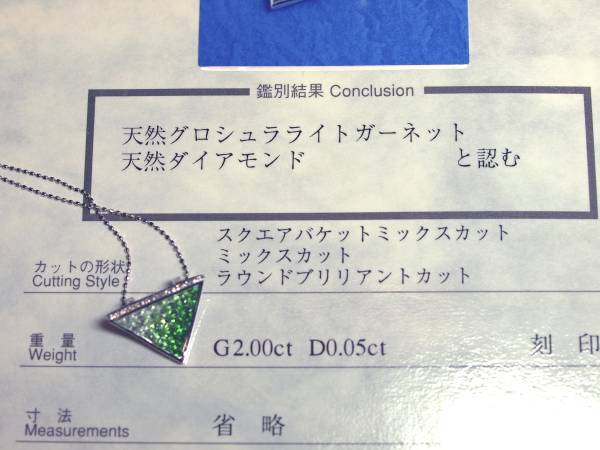 鑑別結果 Conclusion
天然グロシュラライトガーネット
天然ダイアモンド と認む
スクエアバケットミックスカット
カットの形状 ミックスカット
Cutting Style ラウンドブリリアントカット
重量 G2.00ct D0.05ct 刻印
Weight
寸法 省略
Measurements